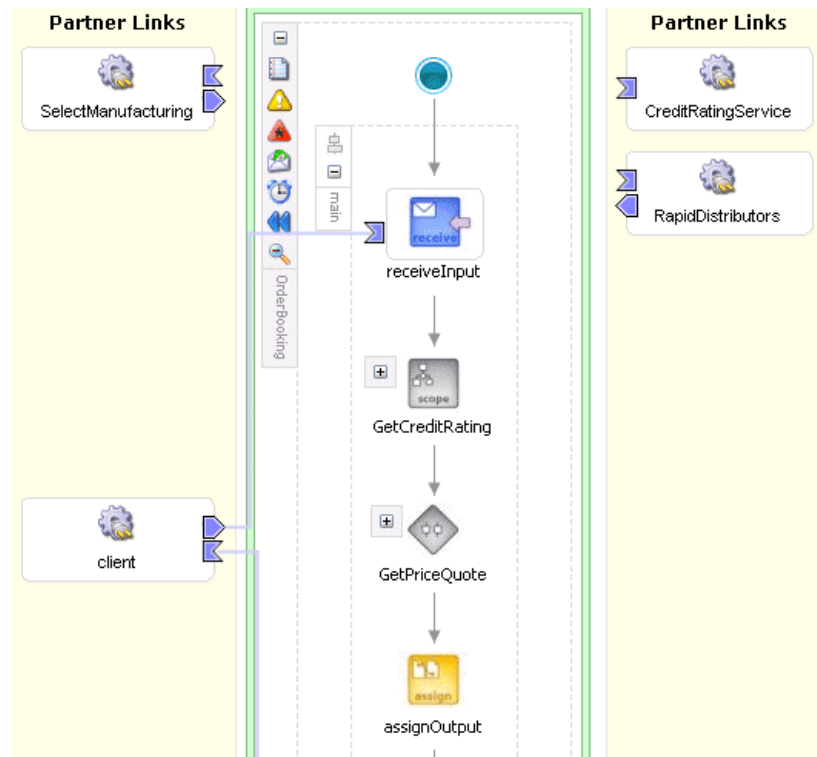 Partner Links
SelectManufacturing
client
main
OrderBooking
receive
receiveInput
scope
GetCreditRating
GetPriceQuote
assign
assignOutput
Partner Links
CreditRatingService
RapidDistributors